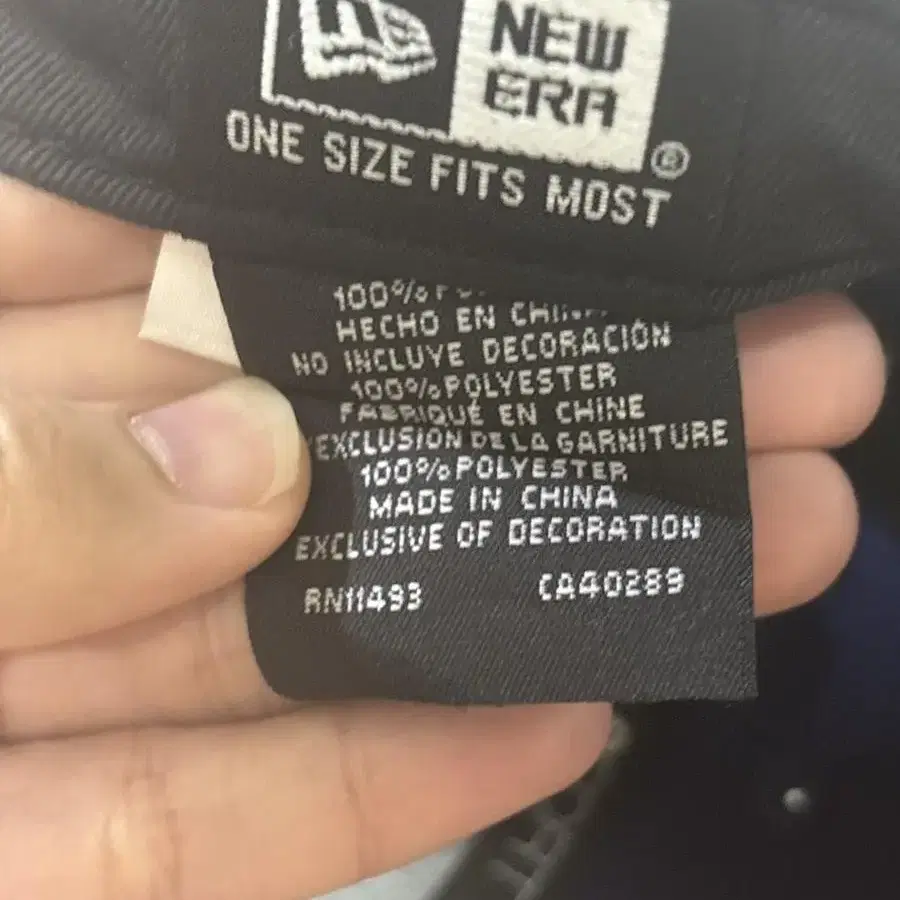 NEW
ERA
®
ONE SIZE FITS MOST
100%
HECHO EN
NO INCLUYE DECORACIÓN
100% POLYESTER
FABRIQUÉ EN CHINE
EXCLUSION DE LA GARNITURE
100% POLYESTER
MADE IN CHINA
EXCLUSIVE OF DECORATION
RN11493 CA40289